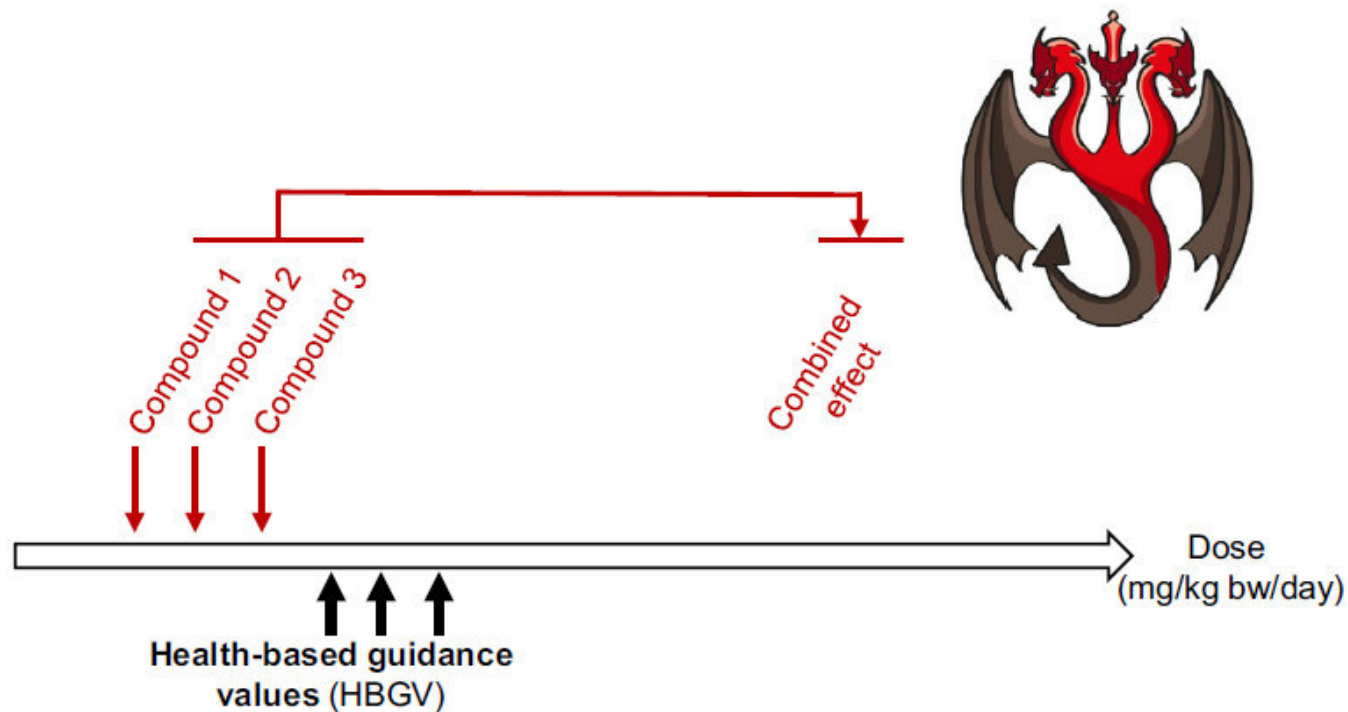 Compound 1
Compound 2
Compound 3
Combined
effect
Dose
(mg/kg bw/day)
Health-based guidance
values (HBGV)